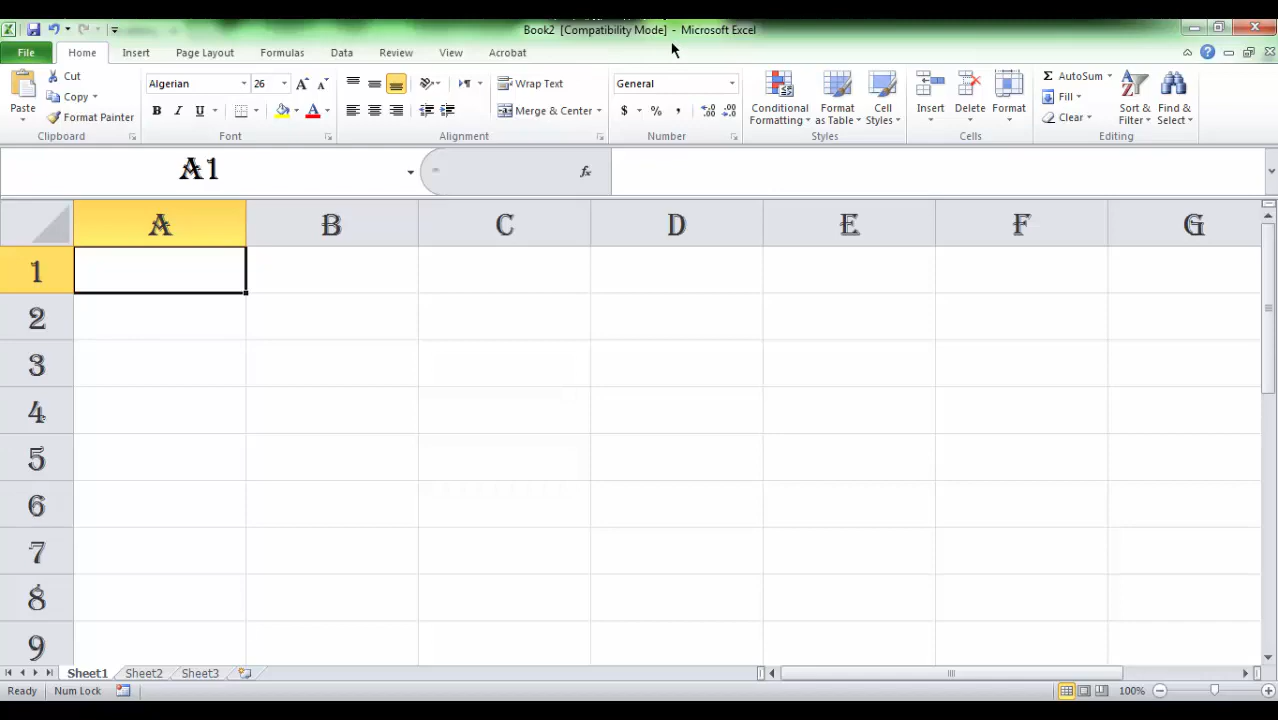 Book2  [Compatibility Mode]  -  Microsoft Excel
File Home Insert Page Layout Formulas Data Review View Acrobat
Paste
Cut
Copy
Format Painter
Clipboard
Algerian 26
B I U
Font
Wrap Text
Merge & Center
Alignment
General
$ % ,
Number
Conditional
Formatting
Format
as Table
Cell
Styles
Styles
Insert
Delete
Format
Cells
Σ AutoSum
Fill
Clear
Sort &
Filter
Find &
Select
Editing
A1
fx
A B C D E F G
1
2
3
4
5
6
7
8
9
Sheet1 Sheet2 Sheet3
Ready Num Lock 100%